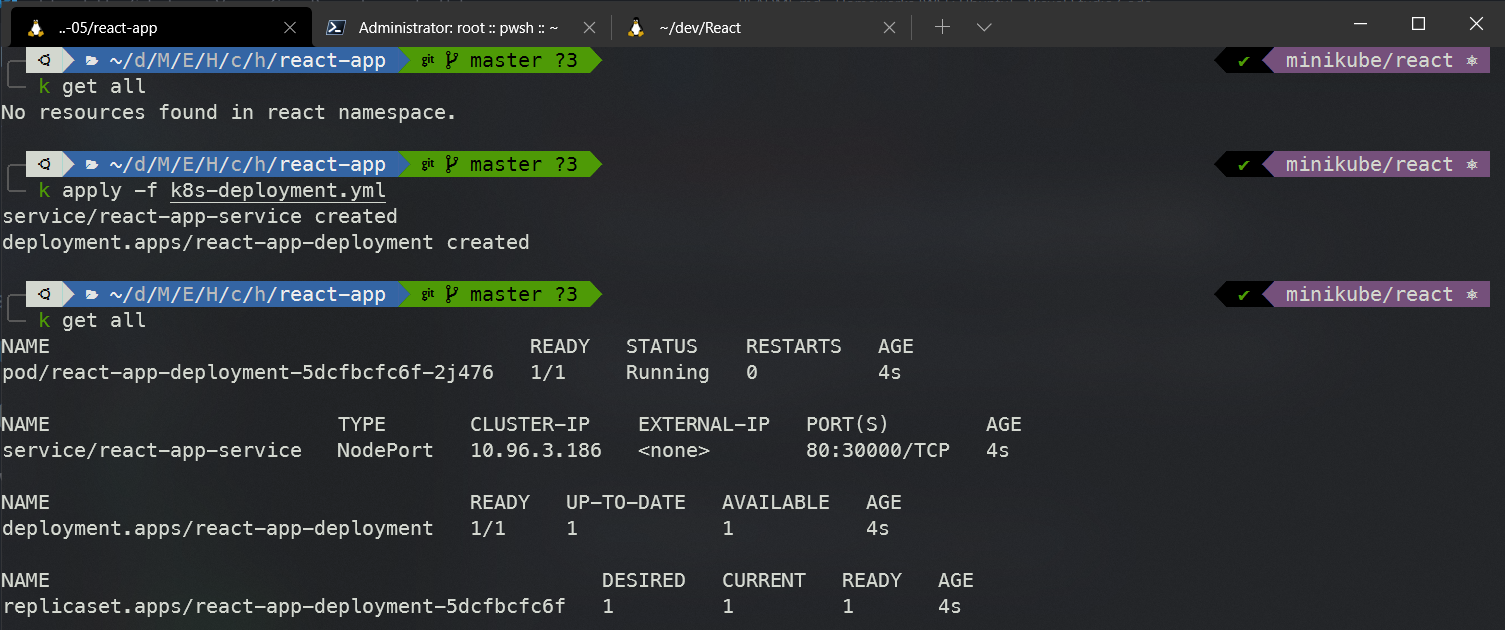 ..-05/react-app Administrator: root :: pwsh :: ~ ~/dev/React
~/d/M/E/H/c/h/react-app git master ?3 ✔ minikube/react
k get all
No resources found in react namespace.
~/d/M/E/H/c/h/react-app git master ?3 ✔ minikube/react
k apply -f k8s-deployment.yml
service/react-app-service created
deployment.apps/react-app-deployment created
~/d/M/E/H/c/h/react-app git master ?3 ✔ minikube/react
k get all
NAME READY STATUS RESTARTS AGE
pod/react-app-deployment-5dcfbcfc6f-2j476 1/1 Running 0 4s
NAME TYPE CLUSTER-IP EXTERNAL-IP PORT(S) AGE
service/react-app-service NodePort 10.96.3.186 <none> 80:30000/TCP 4s
NAME READY UP-TO-DATE AVAILABLE AGE
deployment.apps/react-app-deployment 1/1 1 1 4s
NAME DESIRED CURRENT READY AGE
replicaset.apps/react-app-deployment-5dcfbcfc6f 1 1 1 4s